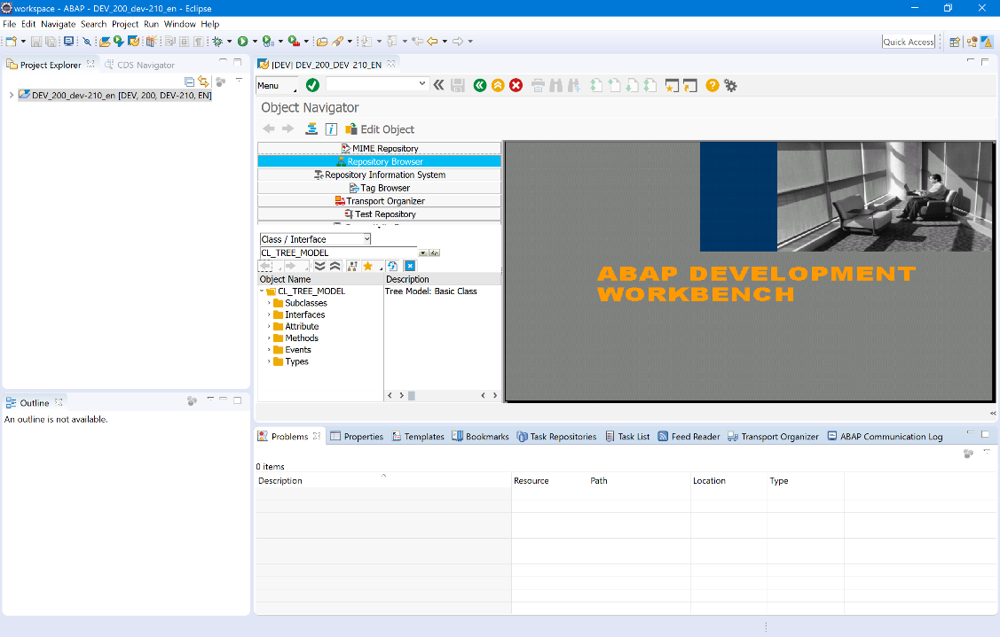 workspace - ABAP - DEV_200_dev-210_en - Eclipse
File Edit Navigate Search Project Run Window Help
Quick Access
Project Explorer
CDS Navigator
DEV_200_dev-210_en [DEV, 200, DEV-210, EN]
[DEV] DEV_200_DEV 210_EN
Menu
Object Navigator
Edit Object
MIME Repository
Repository Browser
Repository Information System
Tag Browser
Transport Organizer
Test Repository
Class / Interface
CL_TREE_MODEL
Object Name Description
CL_TREE_MODEL Tree Model: Basic Class
Subclasses
Interfaces
Attribute
Methods
Events
Types
ABAP DEVELOPMENT
WORKBENCH
Outline
An outline is not available.
Problems Properties Templates Bookmarks Task Repositories Task List Feed Reader Transport Organizer ABAP Communication Log
0 items
Description Resource Path Location Type